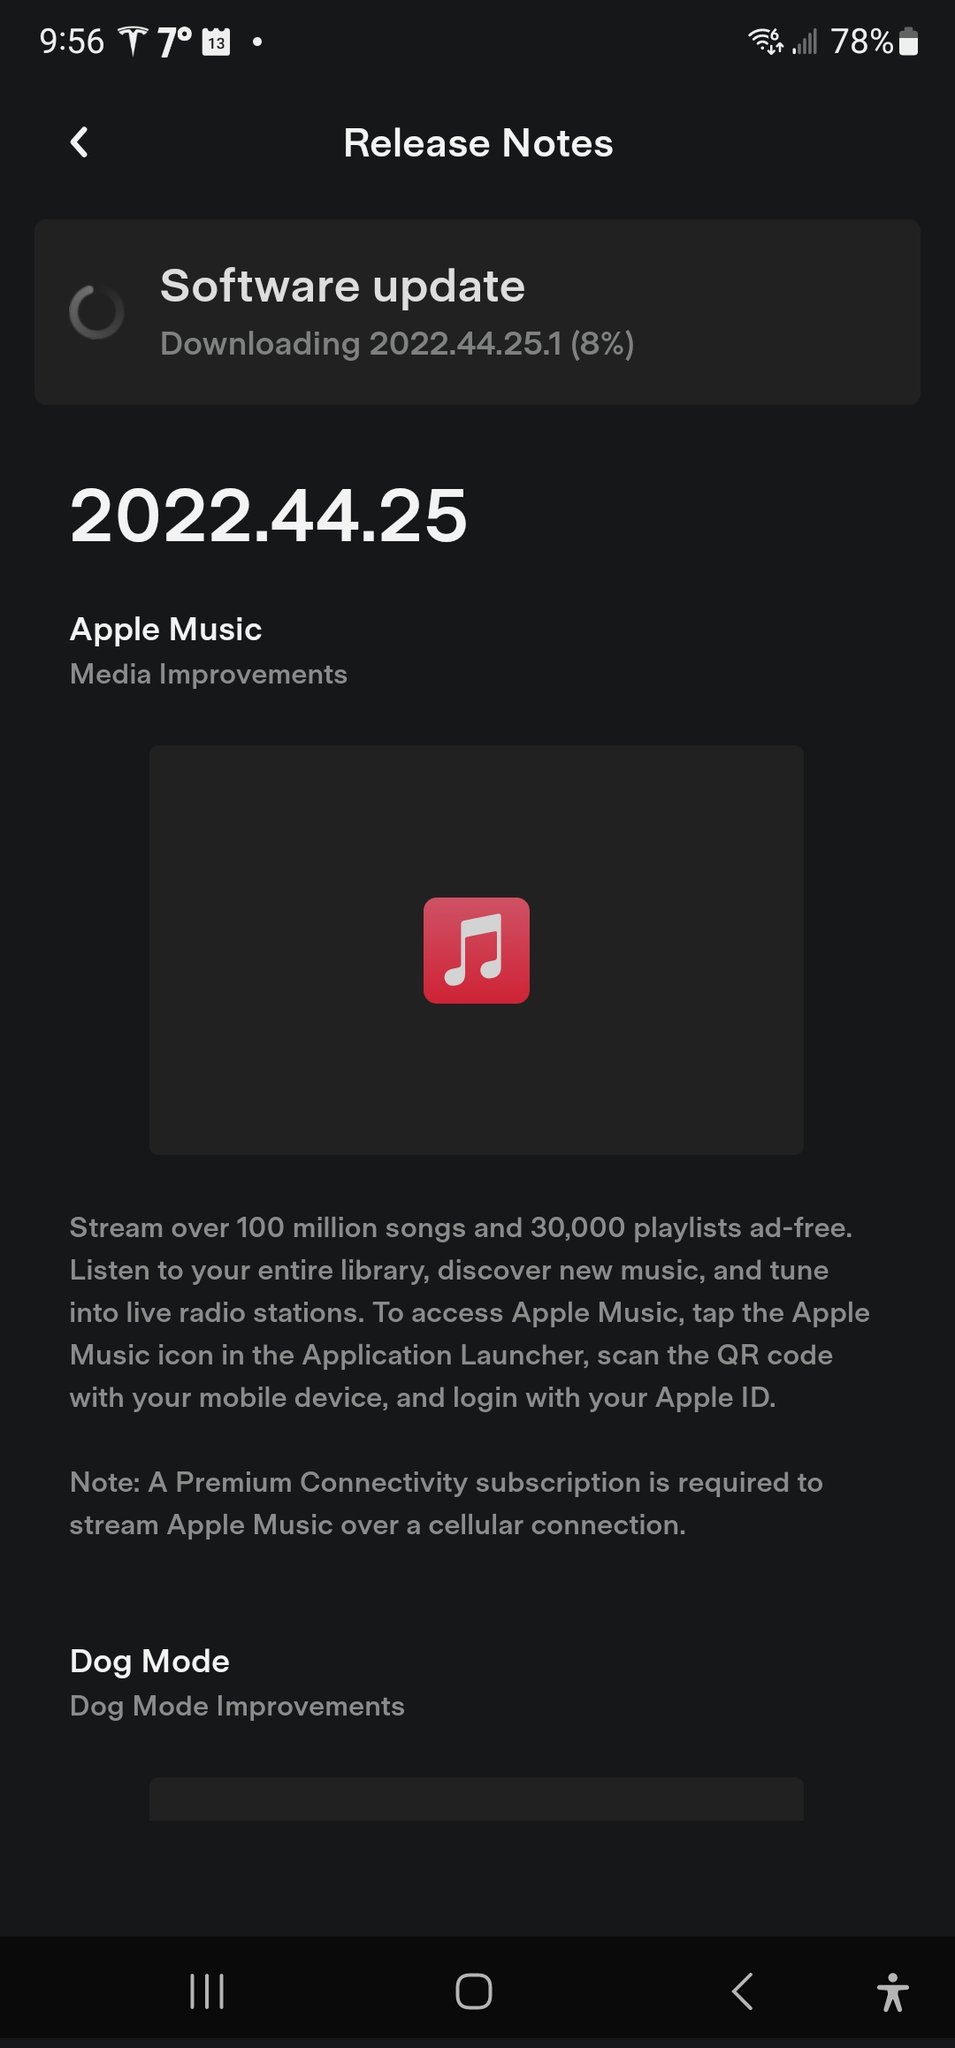 9:56 7° 13 6 78%
Release Notes
Software update
Downloading 2022.44.25.1 (8%)
2022.44.25
Apple Music
Media Improvements
Stream over 100 million songs and 30,000 playlists ad-free.
Listen to your entire library, discover new music, and tune
into live radio stations. To access Apple Music, tap the Apple
Music icon in the Application Launcher, scan the QR code
with your mobile device, and login with your Apple ID.
Note: A Premium Connectivity subscription is required to
stream Apple Music over a cellular connection.
Dog Mode
Dog Mode Improvements